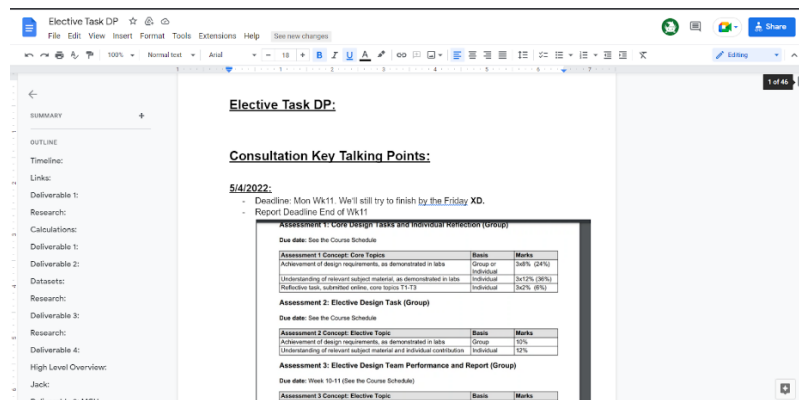 Elective Task DP
File Edit View Insert Format Tools Extensions Help See new changes
Share
100% Normal text Arial - 18 + B I U A Editing
1 of 46
SUMMARY +
OUTLINE
Timeline:
Links:
Deliverable 1:
Research:
Calculations:
Deliverable 1:
Deliverable 2:
Datasets:
Research:
Deliverable 3:
Research:
Deliverable 4:
High Level Overview:
Jack:
Elective Task DP:
Consultation Key Talking Points:
5/4/2022:
- Deadline: Mon Wk11. We'll still try to finish by the Friday XD.
- Report Deadline End of Wk11
Assessment 1: Core Design Tasks and Individual Reflection (Group)
Due date: See the Course Schedule
Assessment 1 Concept: Core Topics Basis Marks
Achievement of design requirements, as demonstrated in labs Group or Individual 3x8% (24%)
Understanding of relevant subject material, as demonstrated in labs Individual 3x12% (36%)
Reflective task, submitted online, core topics T1-T3 Individual 3x2% (6%)
Assessment 2: Elective Design Task (Group)
Due date: See the Course Schedule
Assessment 2 Concept: Elective Topic Basis Marks
Achievement of design requirements, as demonstrated in labs Group 10%
Understanding of relevant subject material and individual contribution Individual 12%
Assessment 3: Elective Design Team Performance and Report (Group)
Due date: Week 10-11 (See the Course Schedule)
Assessment 3 Concept: Elective Topic Basis Marks